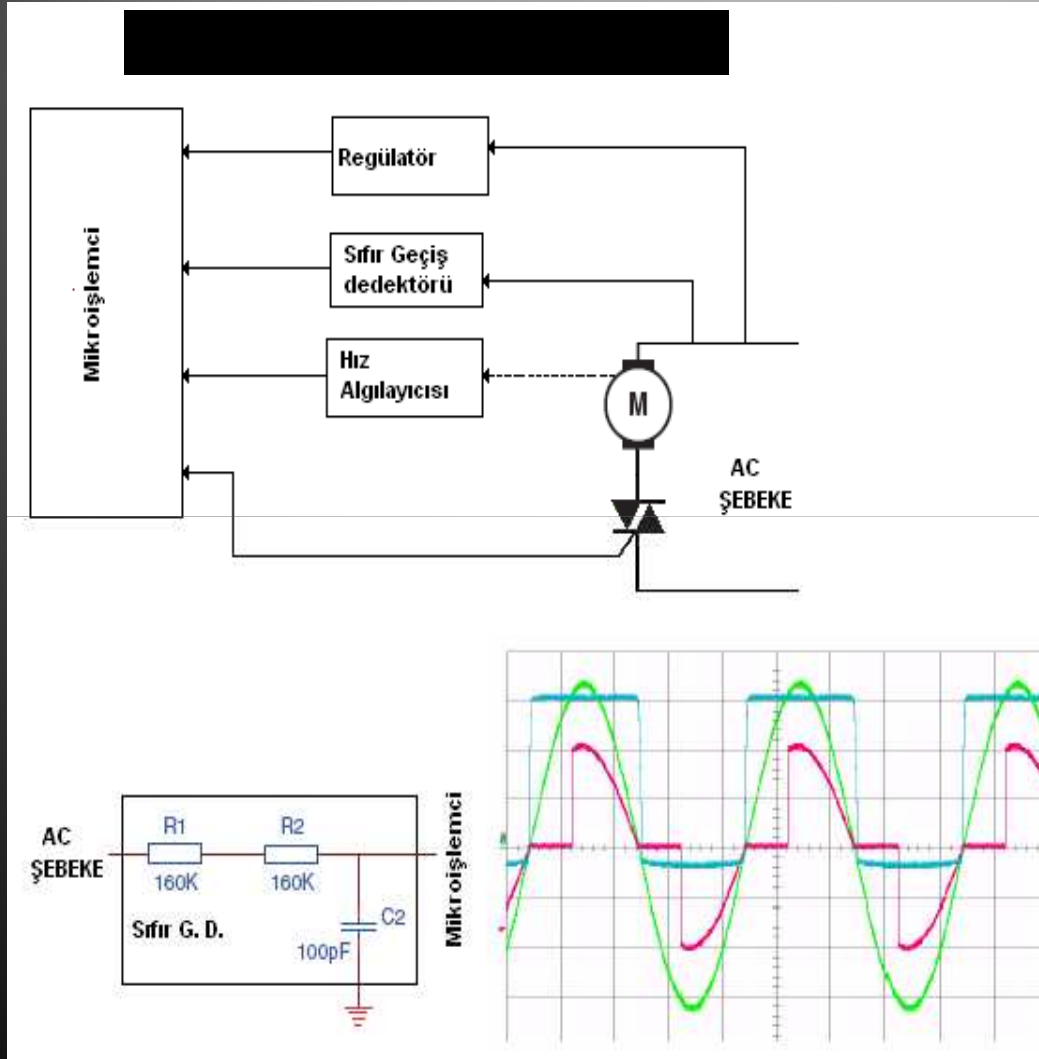 Mikroişlemci
Regülatör
Sıfır Geçiş
dedektörü
Hız
Algılayıcısı
M
AC
ŞEBEKE
AC
ŞEBEKE
R1
160K
R2
160K
Sıfır G. D.
C2
100pF
Mikroişlemci